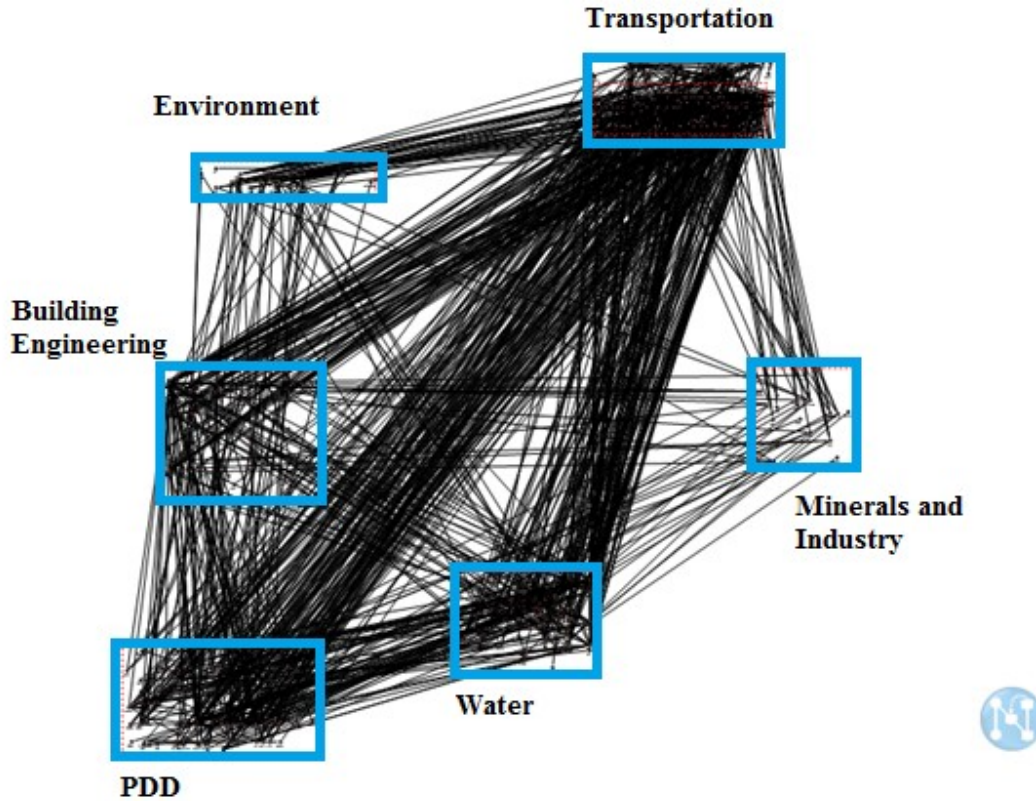 Transportation
Environment
Building
Engineering
Minerals and
Industry
Water
PDD